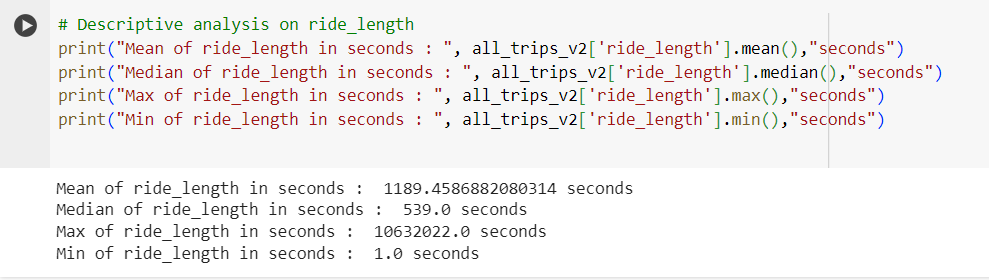 # Descriptive analysis on ride_length
print("Mean of ride_length in seconds : ", all_trips_v2['ride_length'].mean(),"seconds")
print("Median of ride_length in seconds : ", all_trips_v2['ride_length'].median(),"seconds")
print("Max of ride_length in seconds : ", all_trips_v2['ride_length'].max(),"seconds")
print("Min of ride_length in seconds : ", all_trips_v2['ride_length'].min(),"seconds")
Mean of ride_length in seconds :  1189.4586882080314 seconds
Median of ride_length in seconds :  539.0 seconds
Max of ride_length in seconds :  10632022.0 seconds
Min of ride_length in seconds :  1.0 seconds